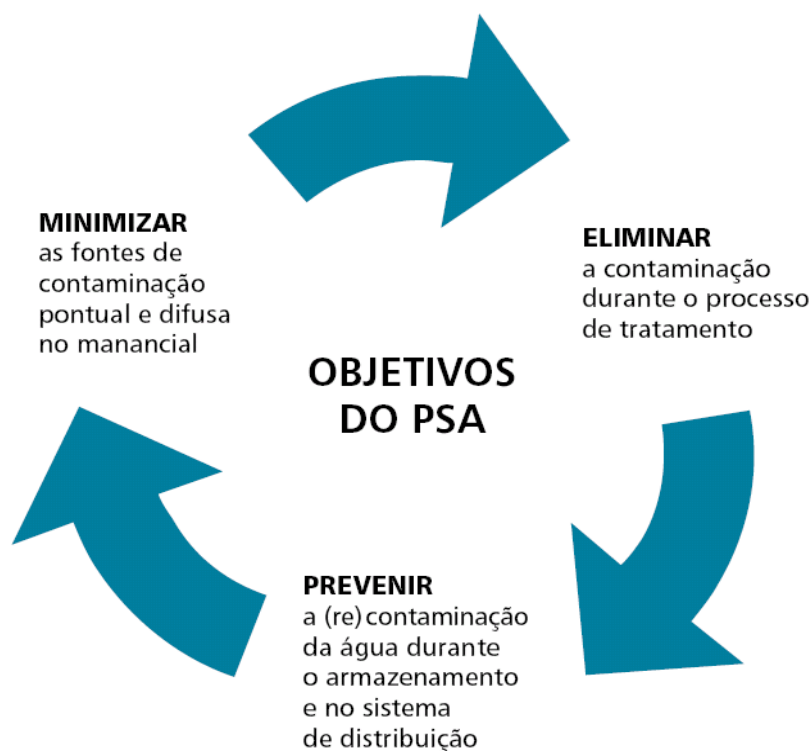 MINIMIZAR
as fontes de
contaminação
pontual e difusa
no manancial
ELIMINAR
a contaminação
durante o processo
de tratamento
OBJETIVOS
DO PSA
PREVENIR
a (re)contaminação
da água durante
o armazenamento
e no sistema
de distribuição